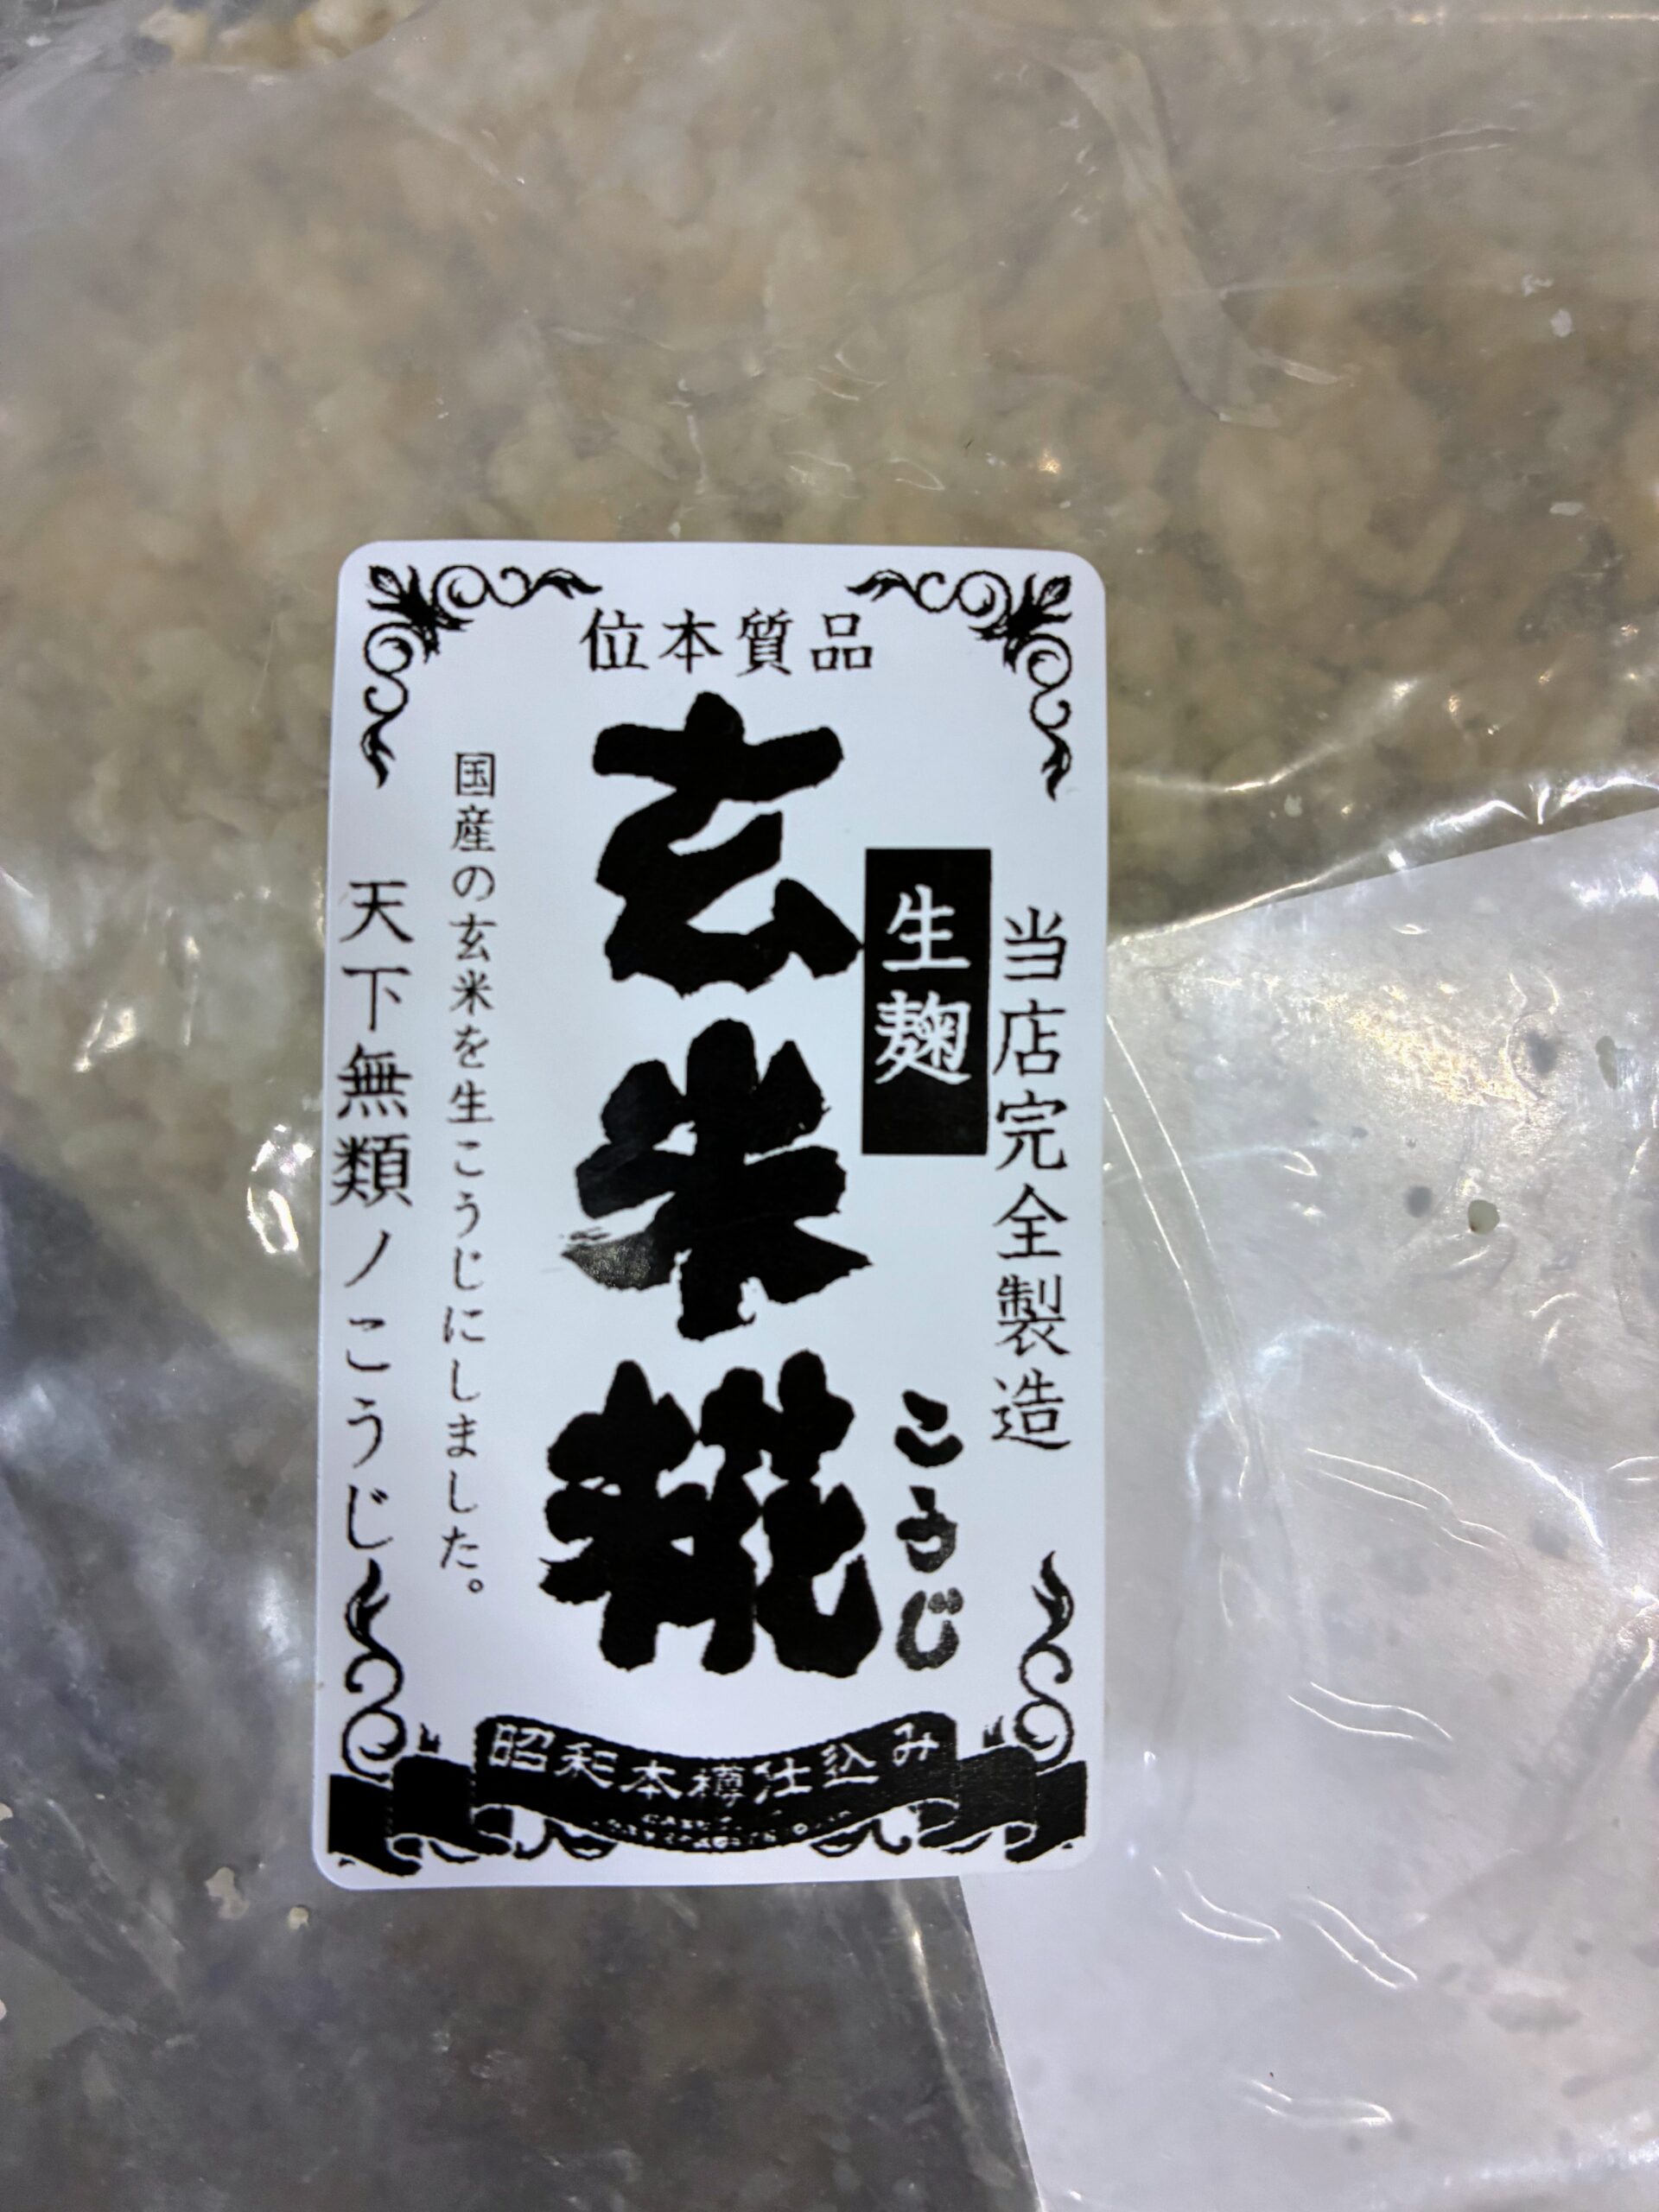 位本質品
当店完全製造
生麹
玄米糀
こうじ
国産の玄米を生こうじにしました。
天下無類ノこうじ
昭和本樽仕込み